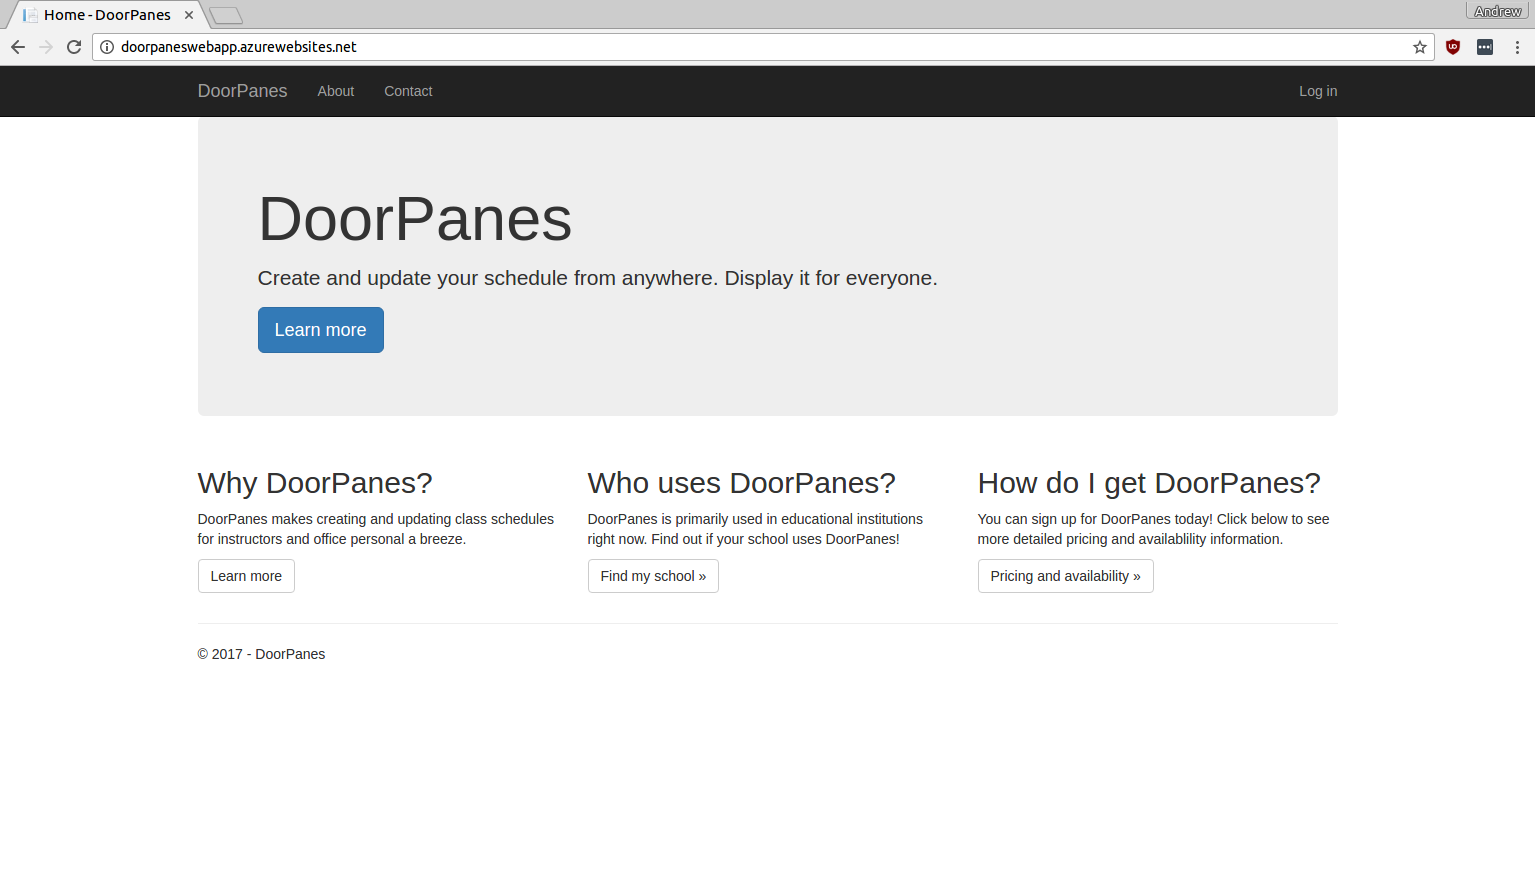 Home - DoorPanes
Andrew
doorpaneswebapp.azurewebsites.net
DoorPanes About Contact Log in
DoorPanes
Create and update your schedule from anywhere. Display it for everyone.
Learn more
Why DoorPanes?
DoorPanes makes creating and updating class schedules
for instructors and office personal a breeze.
Learn more
Who uses DoorPanes?
DoorPanes is primarily used in educational institutions
right now. Find out if your school uses DoorPanes!
Find my school »
How do I get DoorPanes?
You can sign up for DoorPanes today! Click below to see
more detailed pricing and availablility information.
Pricing and availability »
© 2017 - DoorPanes